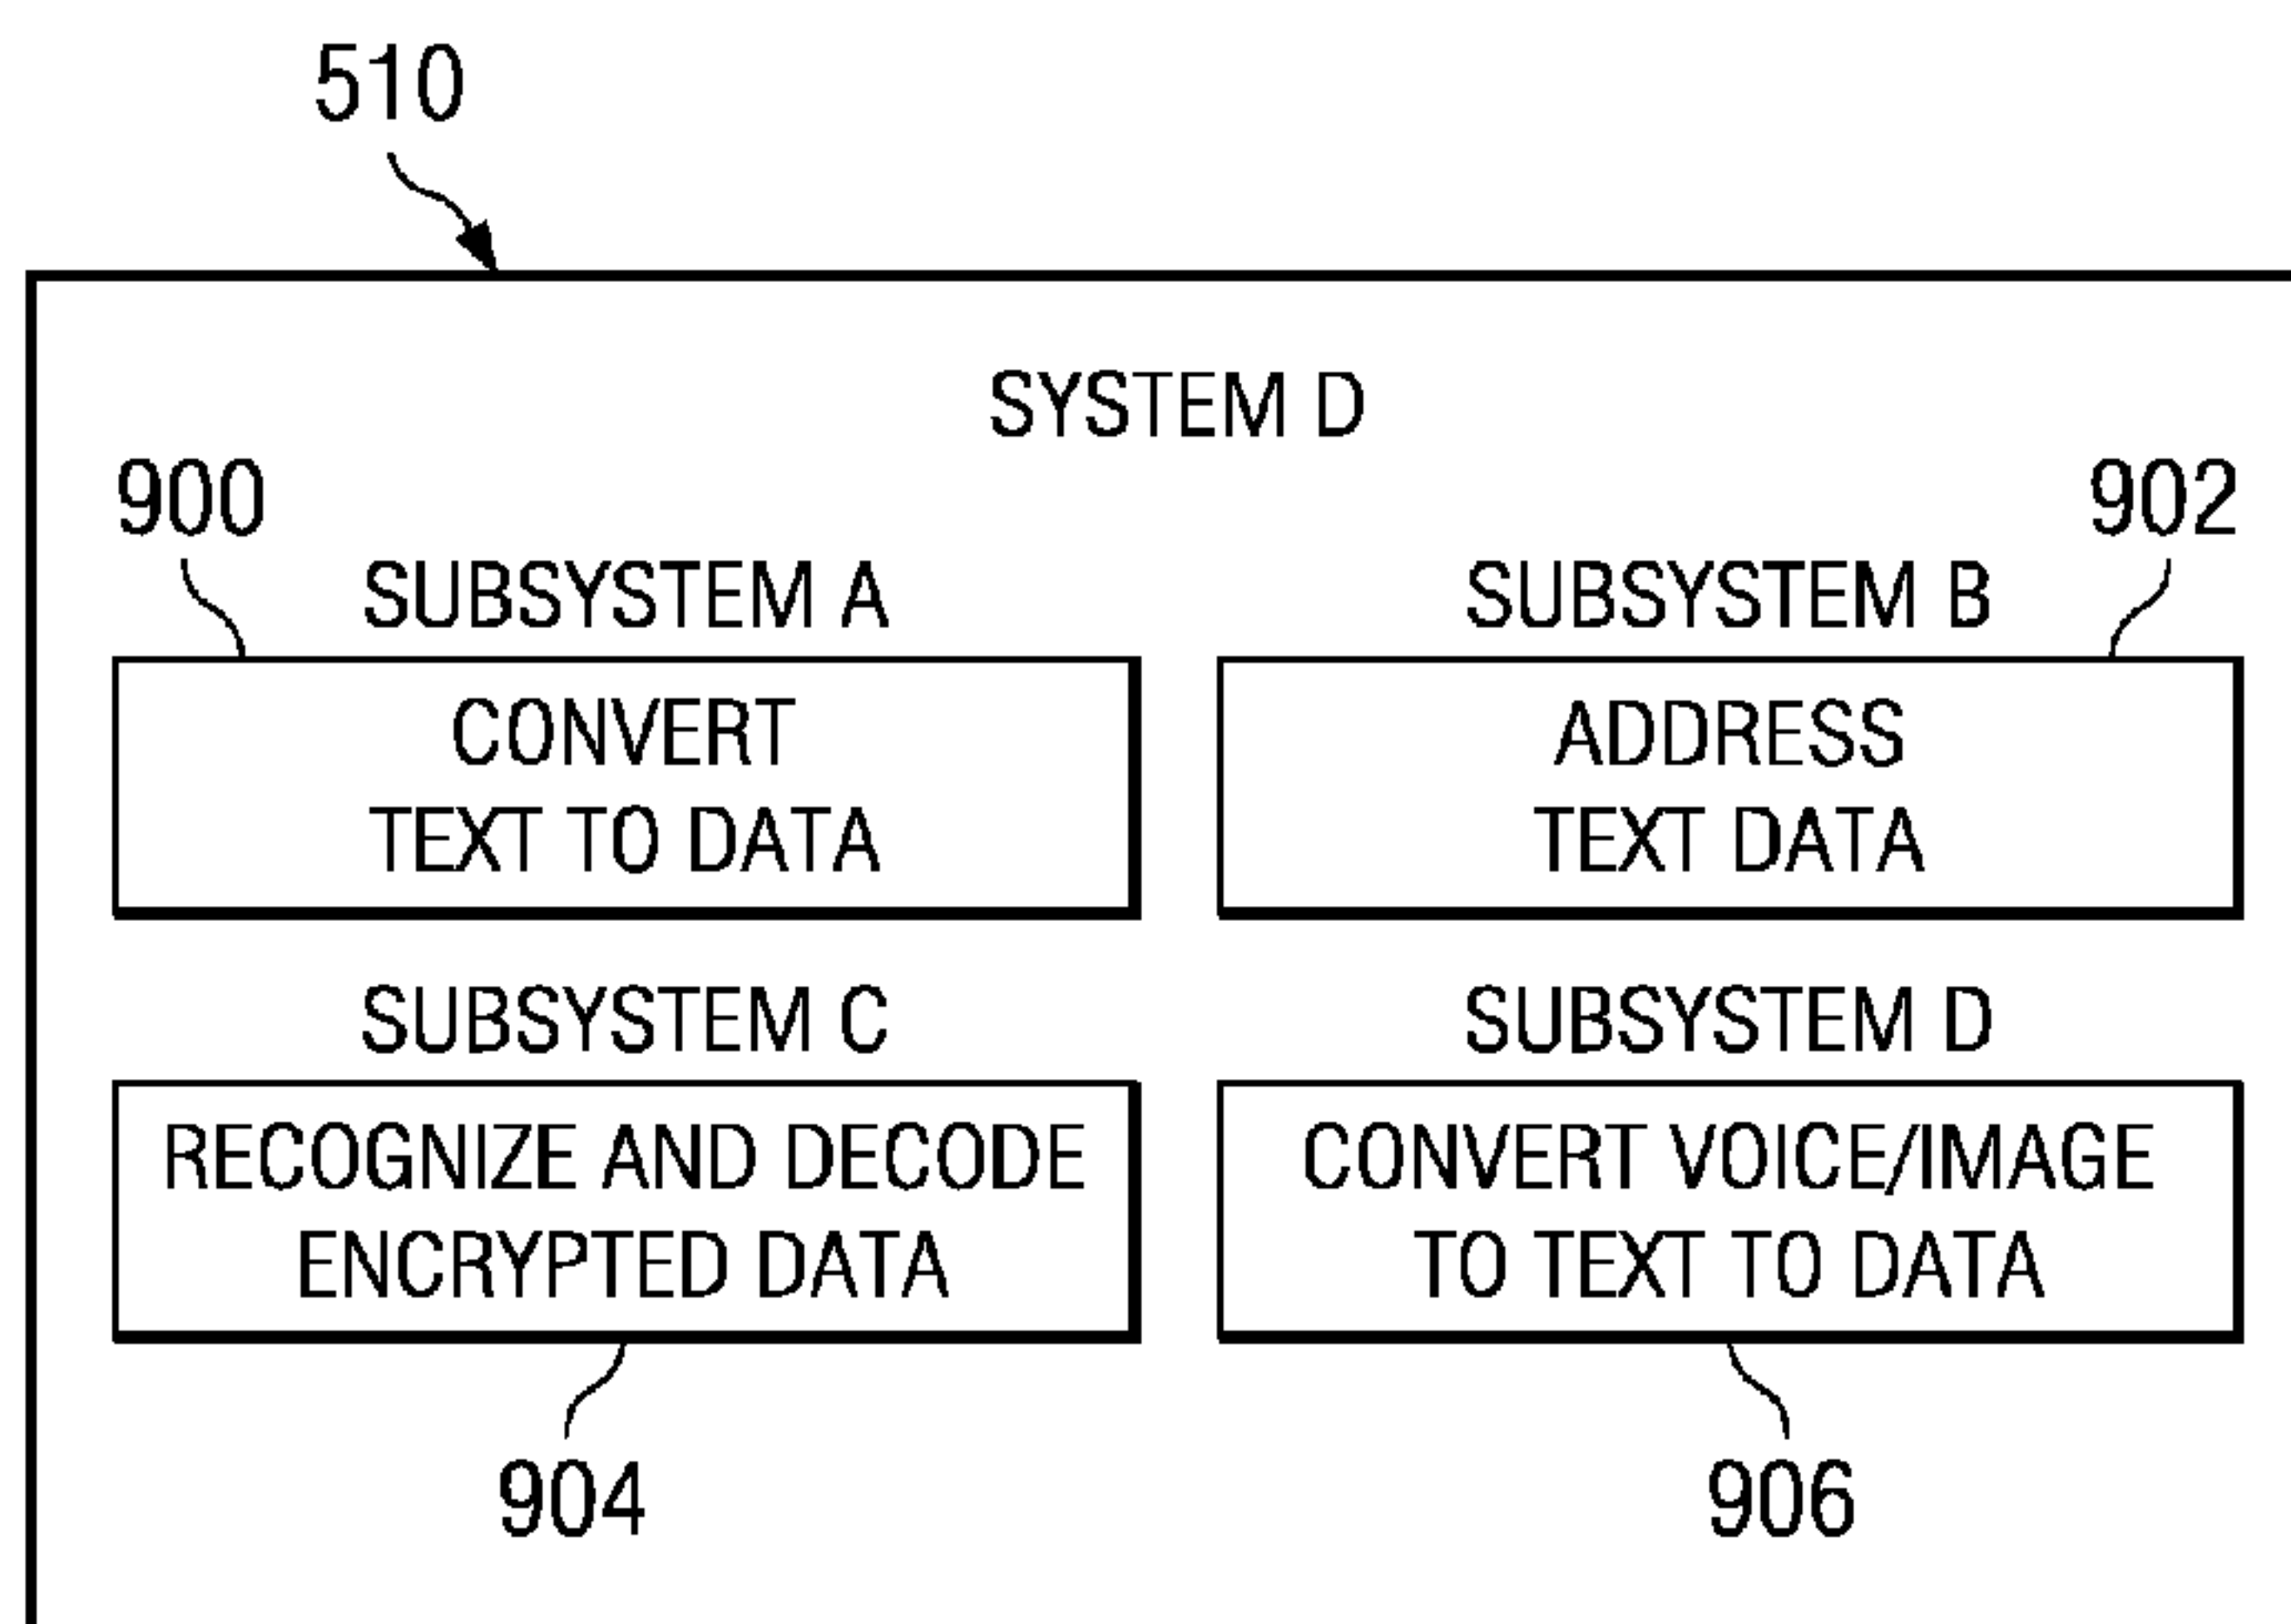 510
SYSTEM D
900
902
SUBSYSTEM A
SUBSYSTEM B
CONVERT
TEXT TO DATA
ADDRESS
TEXT DATA
SUBSYSTEM C
SUBSYSTEM D
RECOGNIZE AND DECODE
ENCRYPTED DATA
CONVERT VOICE/IMAGE
TO TEXT TO DATA
904
906